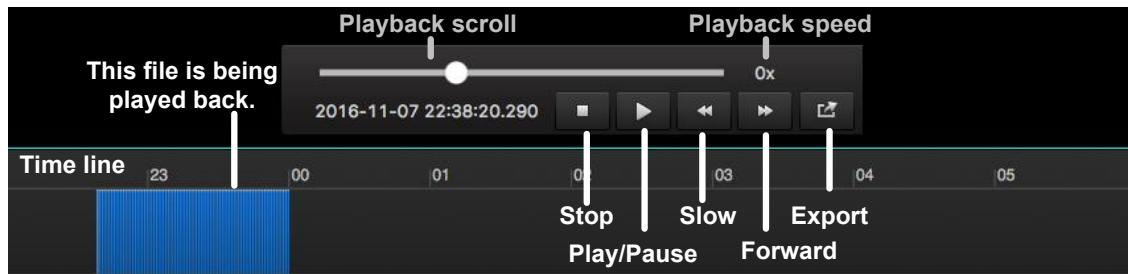 Playback scroll
Playback speed
This file is being
played back.
0x
2016-11-07 22:38:20.290
Time line
23
00
01
02
03
04
05
Stop
Slow
Export
Play/Pause
Forward